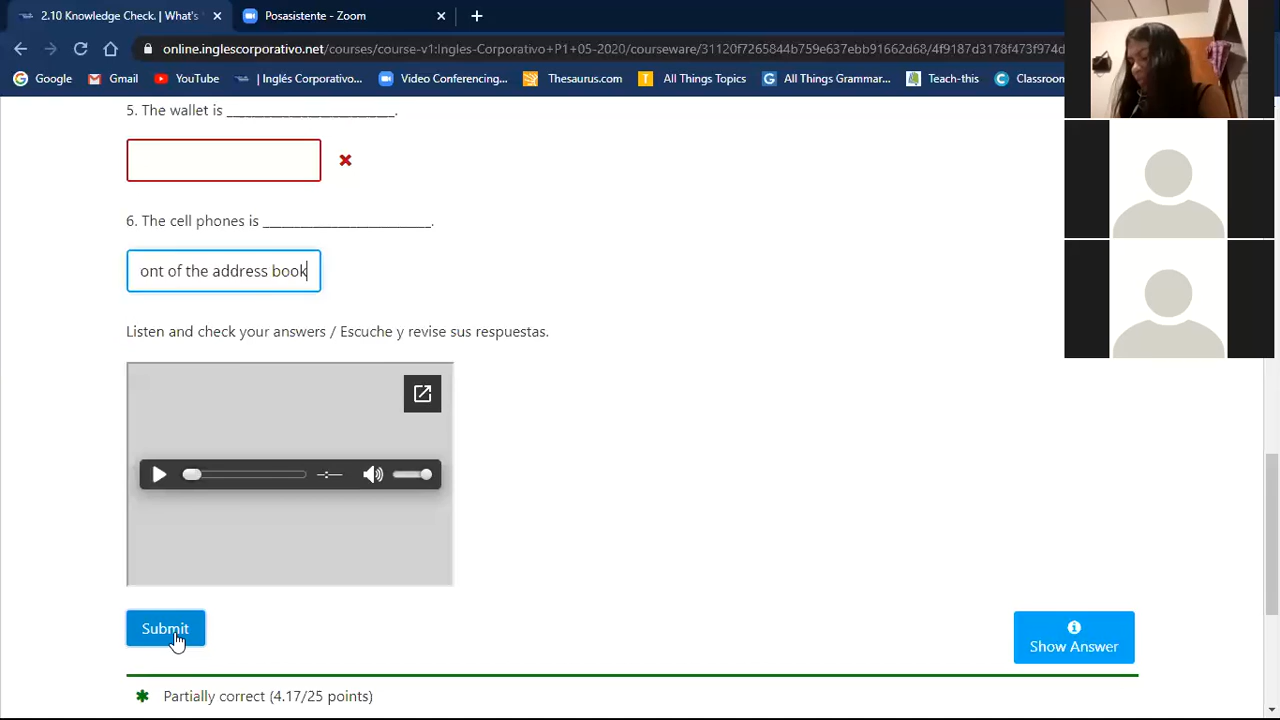 2.10 Knowledge Check. | What's
Posasistente - Zoom
online.inglescorporativo.net/courses/course-v1:Ingles-Corporativo+P1+05-2020/courseware/31120f7265844b759e637ebb91662d68/4f9187d3178f473f974d
Google
Gmail
YouTube
| Inglés Corporativo...
Video Conferencing...
Thesaurus.com
All Things Topics
All Things Grammar...
Teach-this
Classroom
5. The wallet is __________________________.
6. The cell phones is __________________________.
ont of the address book
Listen and check your answers / Escuche y revise sus respuestas.
--:--
Submit
Show Answer
Partially correct (4.17/25 points)